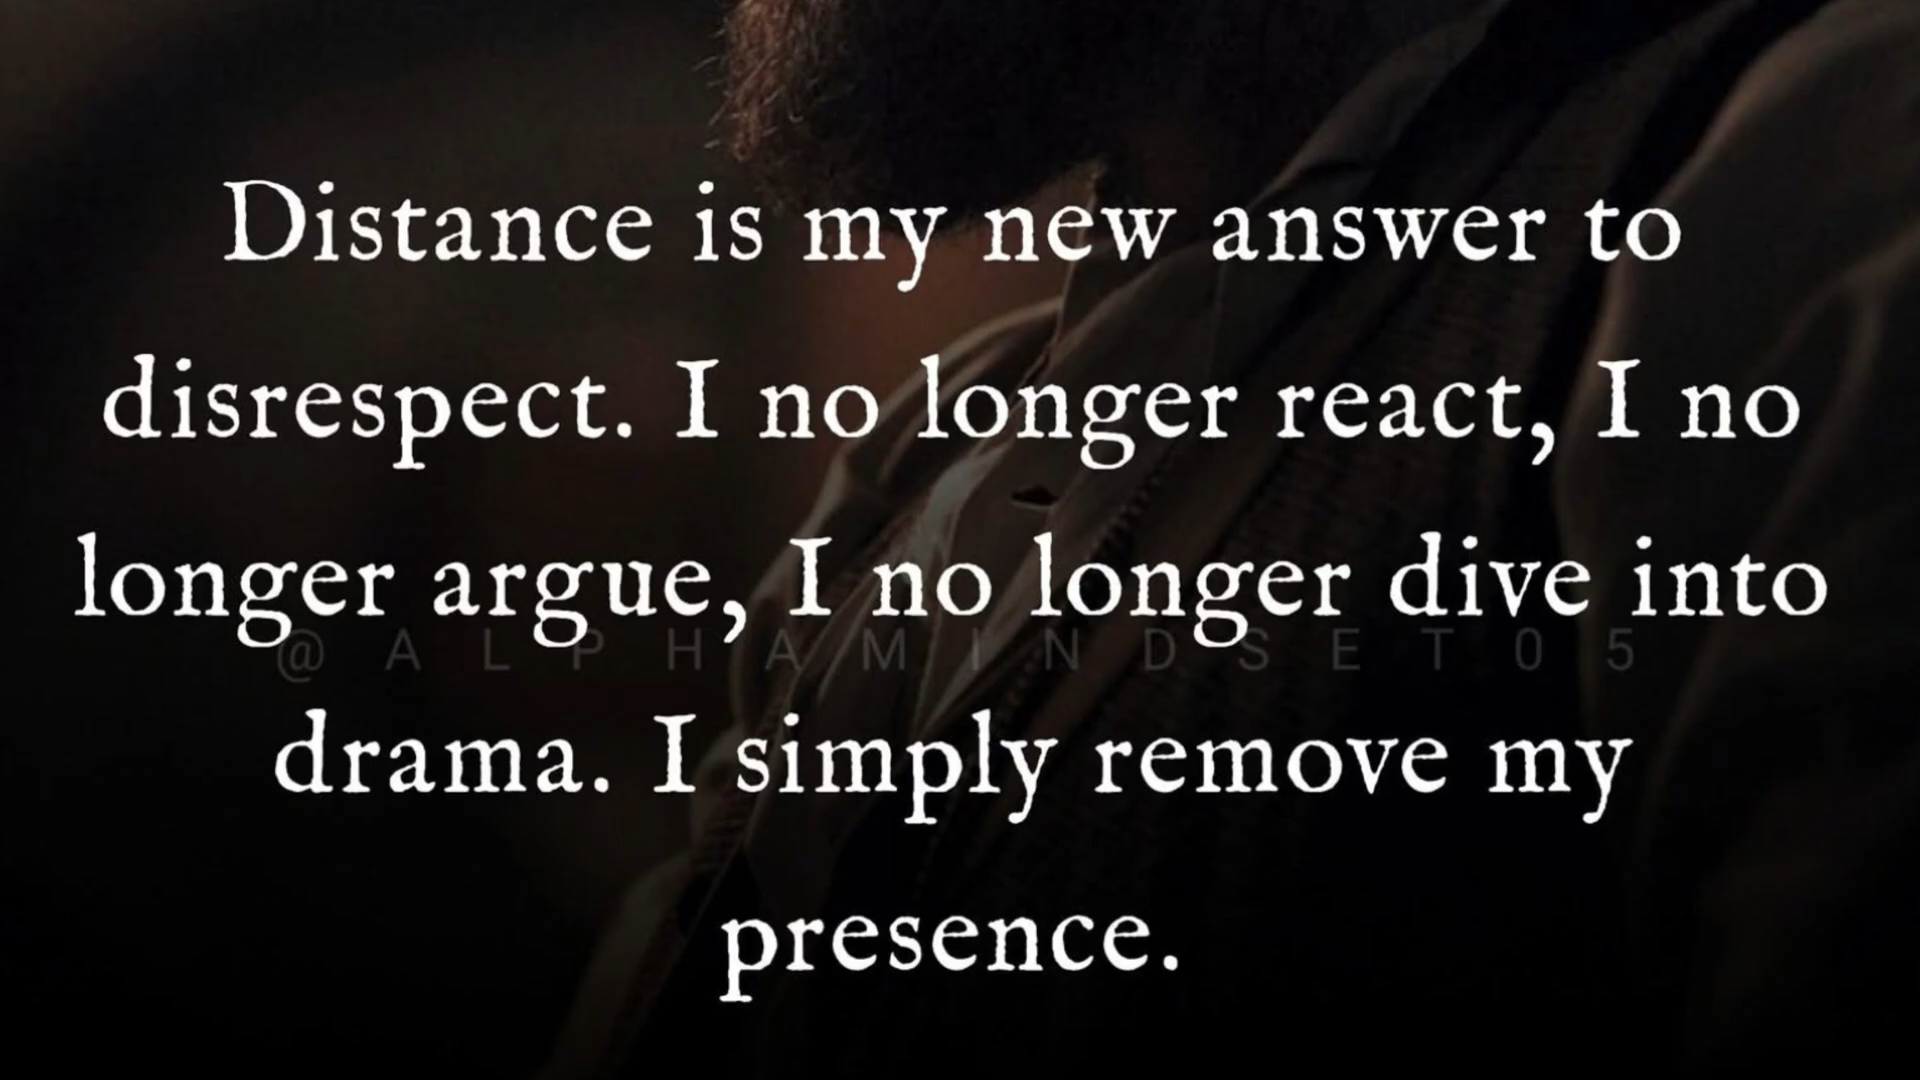 Distance is my new answer to
disrespect. I no longer react, I no
longer argue, I no longer dive into
@ALPHAMINDSET05
drama. I simply remove my
presence.